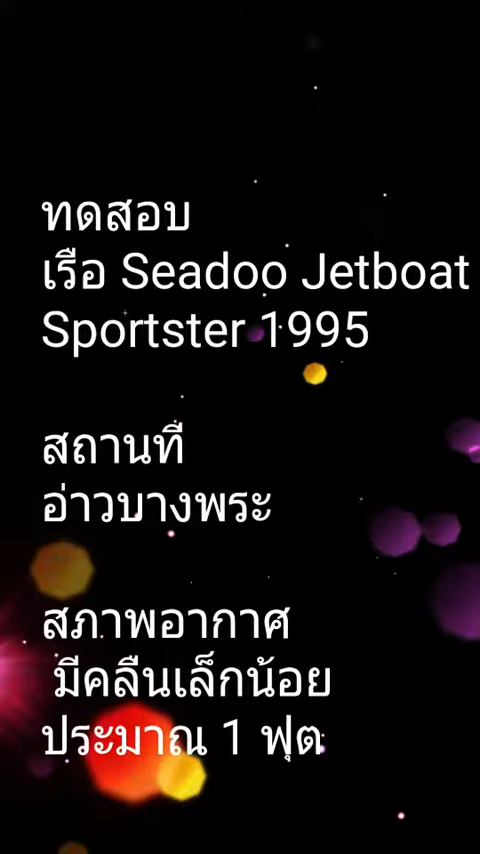 ทดสอบ
เรือ Seadoo Jetboat
Sportster 1995
สถานที่
อ่าวบางพระ
สภาพอากาศ
มีคลื่นเล็กน้อย
ประมาณ 1 ฟุต